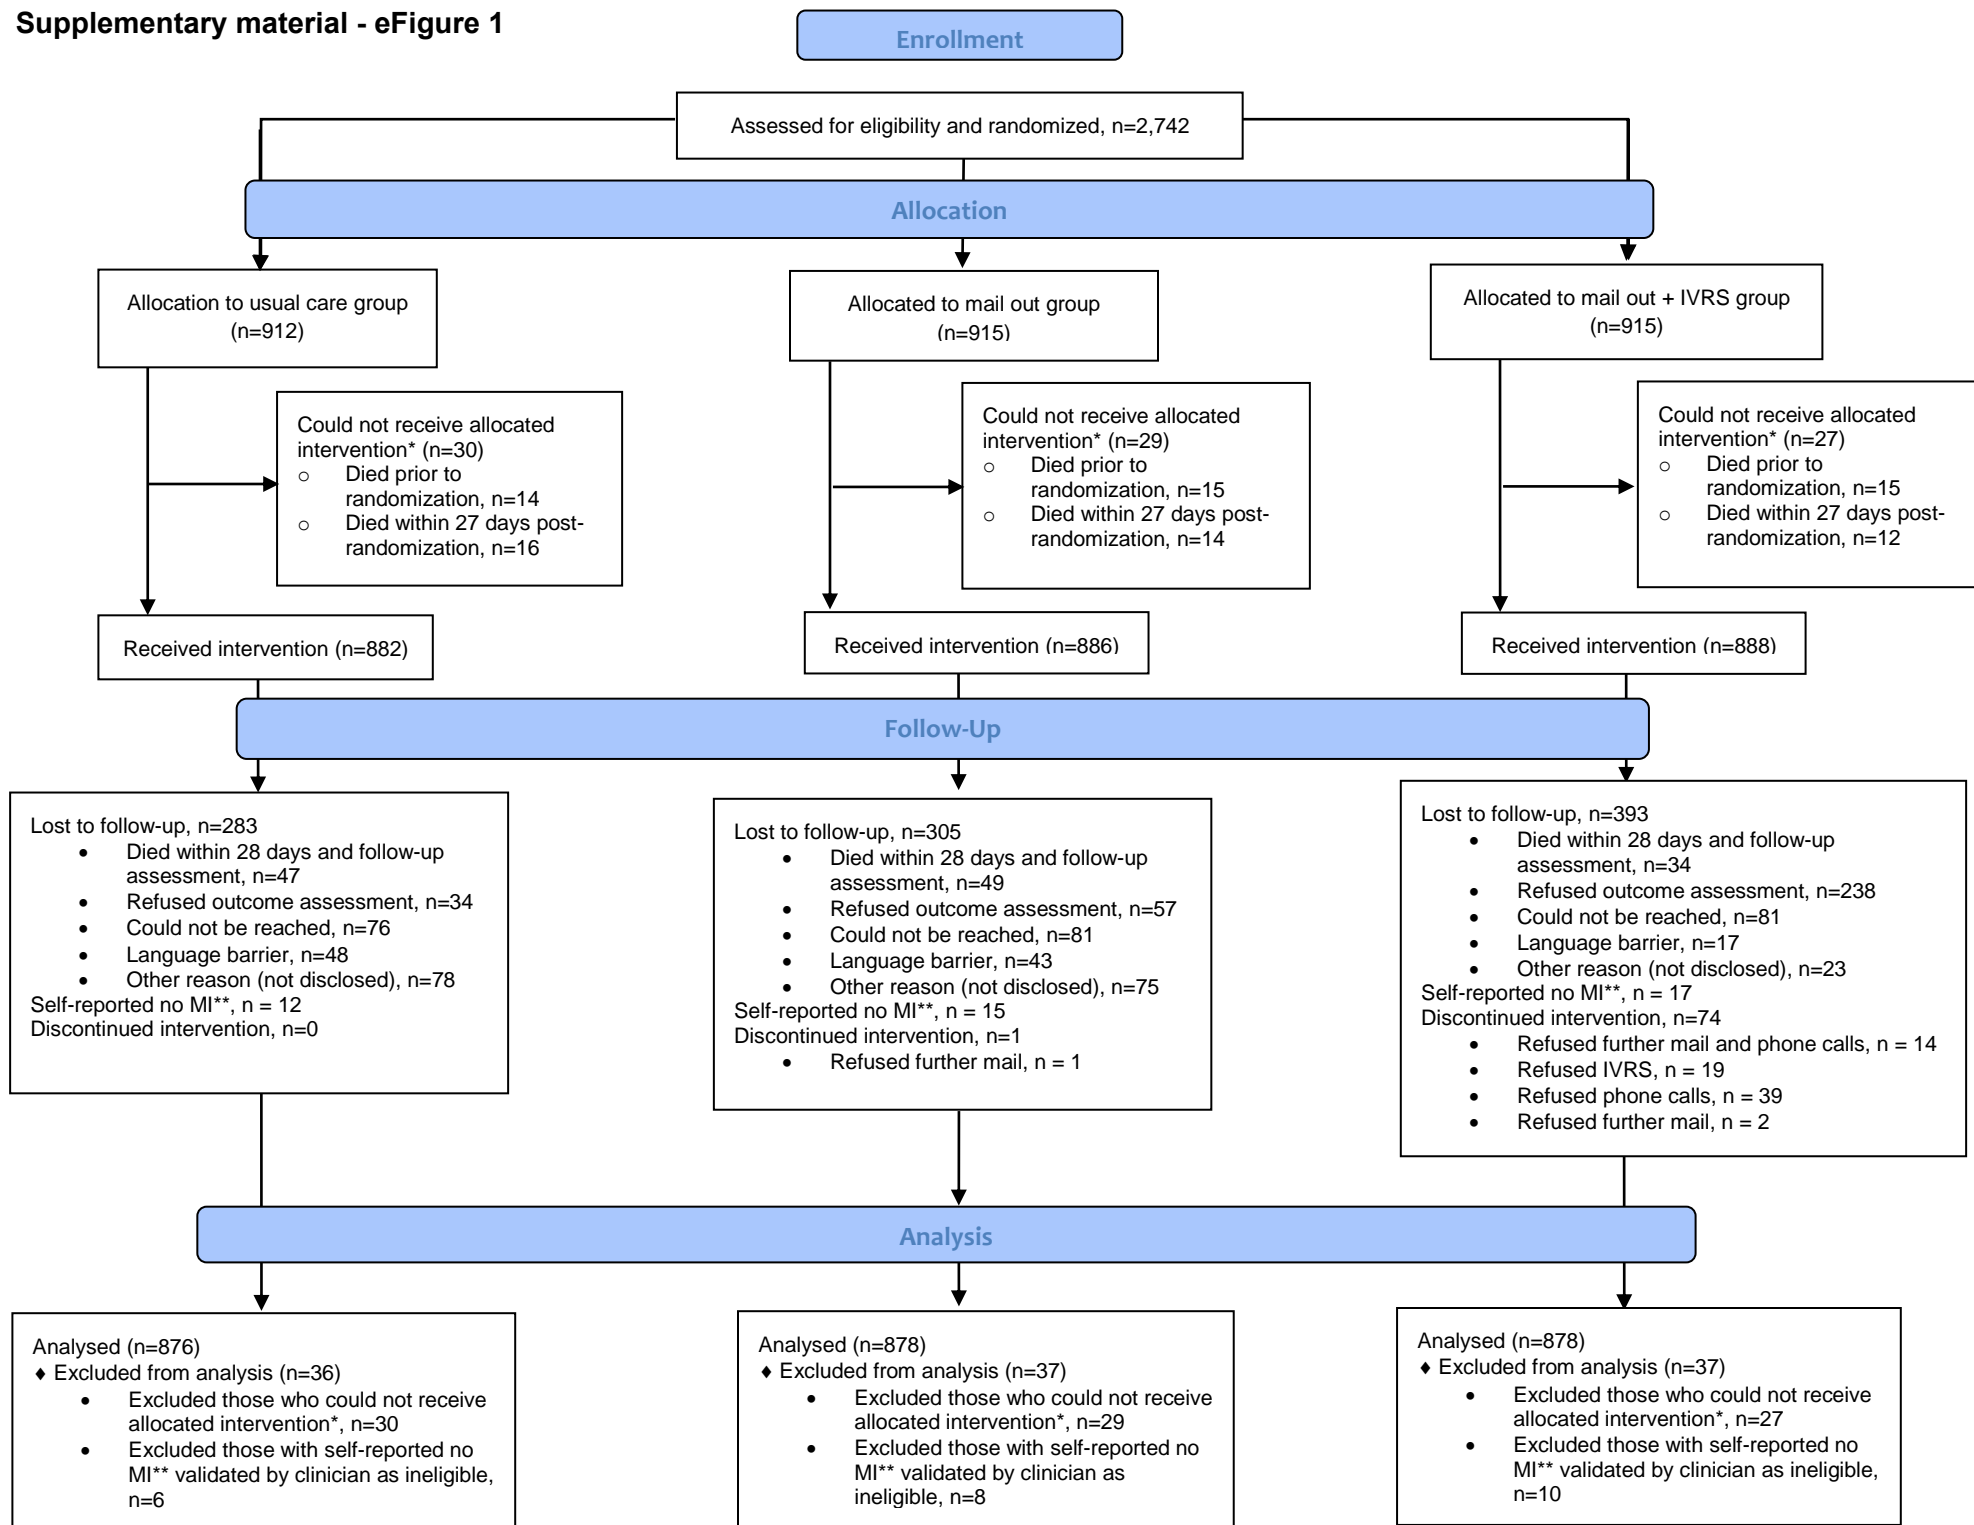 Supplementary material - eFigure 1
Enrollment
Assessed for eligibility and randomized, n=2,742
Allocation
Allocation to usual care group
(n=912)
Allocated to mail out group
(n=915)
Allocated to mail out + IVRS group
(n=915)
Could not receive allocated
intervention* (n=30)
o Died prior to
randomization, n=14
o Died within 27 days post-
randomization, n=16
Could not receive allocated
intervention* (n=29)
o Died prior to
randomization, n=15
o Died within 27 days post-
randomization, n=14
Could not receive allocated
intervention* (n=27)
o Died prior to
randomization, n=15
o Died within 27 days post-
randomization, n=12
Received intervention (n=882)
Received intervention (n=886)
Received intervention (n=888)
Follow-Up
Lost to follow-up, n=283
• Died within 28 days and follow-up
assessment, n=47
• Refused outcome assessment, n=34
• Could not be reached, n=76
• Language barrier, n=48
• Other reason (not disclosed), n=78
Self-reported no MI**, n = 12
Discontinued intervention, n=0
Lost to follow-up, n=305
• Died within 28 days and follow-up
assessment, n=49
• Refused outcome assessment, n=57
• Could not be reached, n=81
• Language barrier, n=43
• Other reason (not disclosed), n=75
Self-reported no MI**, n = 15
Discontinued intervention, n=1
• Refused further mail, n = 1
Lost to follow-up, n=393
• Died within 28 days and follow-up
assessment, n=34
• Refused outcome assessment, n=238
• Could not be reached, n=81
• Language barrier, n=17
• Other reason (not disclosed), n=23
Self-reported no MI**, n = 17
Discontinued intervention, n=74
• Refused further mail and phone calls, n = 14
• Refused IVRS, n = 19
• Refused phone calls, n = 39
• Refused further mail, n = 2
Analysis
Analysed (n=876)
♦ Excluded from analysis (n=36)
• Excluded those who could not receive
allocated intervention*, n=30
• Excluded those with self-reported no
MI** validated by clinician as ineligible,
n=6
Analysed (n=878)
♦ Excluded from analysis (n=37)
• Excluded those who could not receive
allocated intervention*, n=29
• Excluded those with self-reported no
MI** validated by clinician as
ineligible, n=8
Analysed (n=878)
♦ Excluded from analysis (n=37)
• Excluded those who could not receive
allocated intervention*, n=27
• Excluded those with self-reported no
MI** validated by clinician as ineligible,
n=10